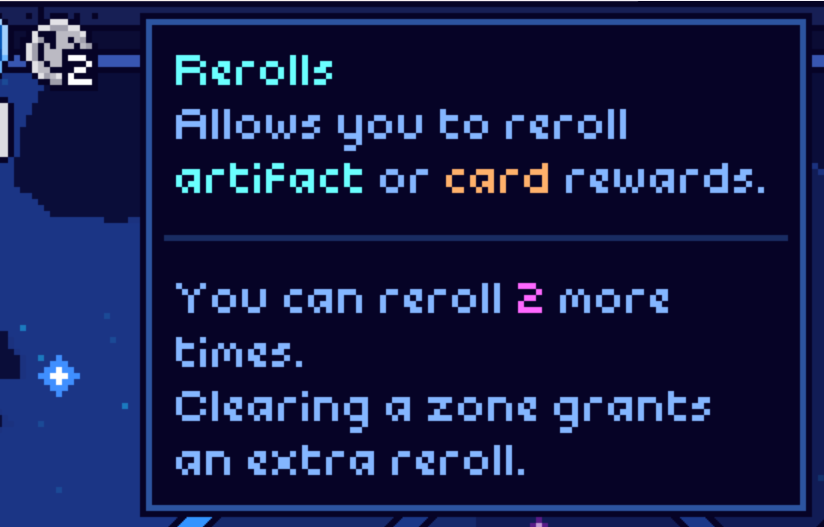 2
Rerolls
Allows you to reroll
artifact or card rewards.
You can reroll 2 more
times.
Clearing a zone grants
an extra reroll.